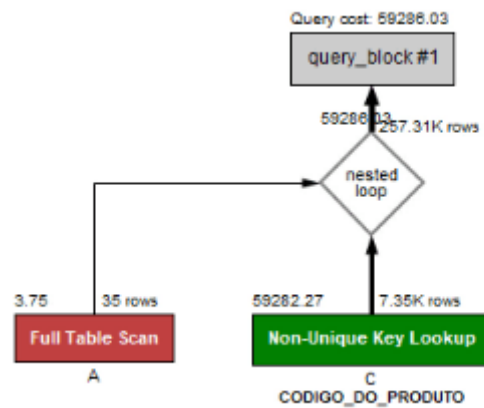 Query cost: 59286.03
query_block #1
59286.03
257.31K rows
nested
loop
3.75
35 rows
59282.27
7.35K rows
Full Table Scan
Non-Unique Key Lookup
A
C
CODIGO_DO_PRODUTO